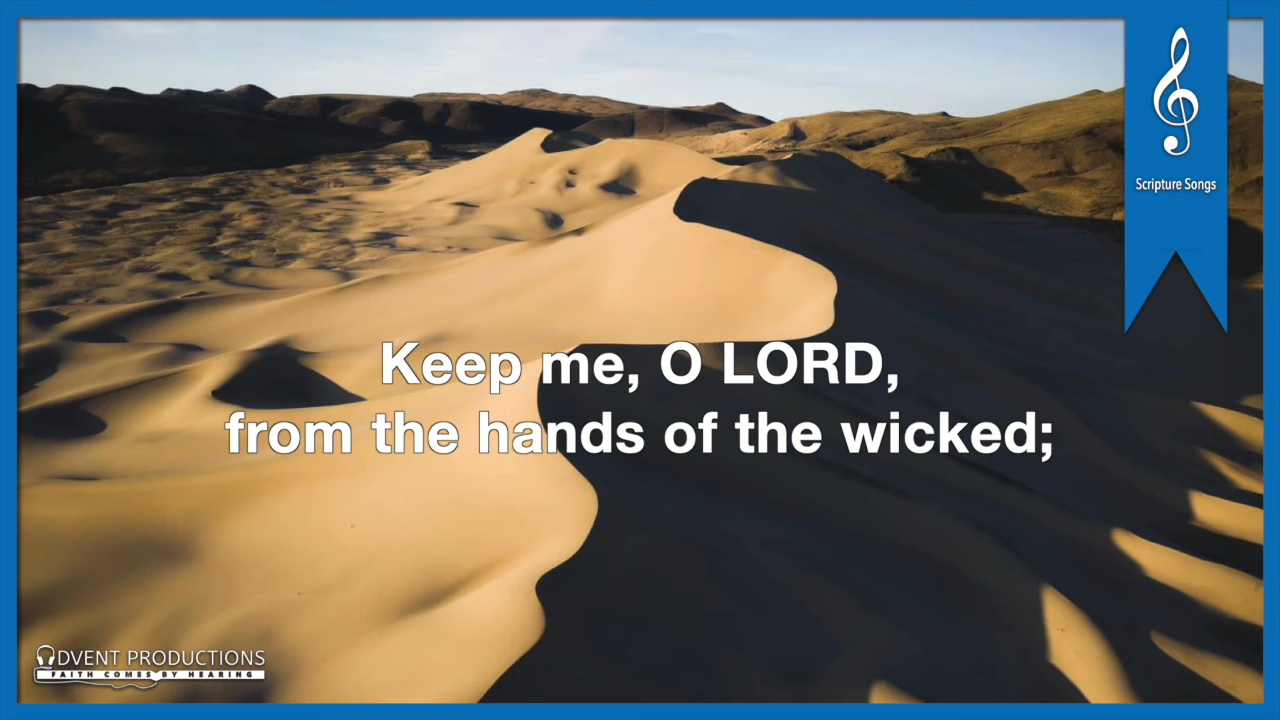 Scripture Songs
Keep me, O LORD,
from the hands of the wicked;
DVENT PRODUCTIONS
FAITH COMES BY HEARING